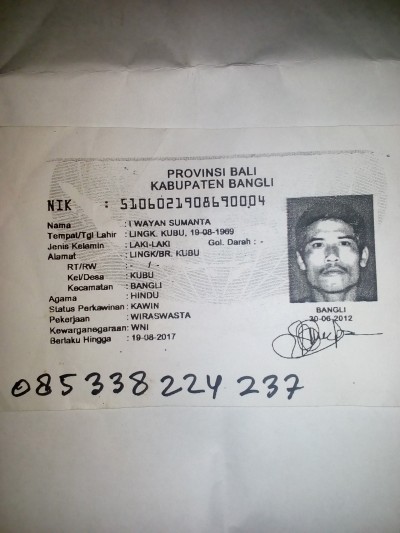 PROVINSI BALI
KABUPATEN BANGLI
NIK : 5106021908690004
Nama : I WAYAN SUMANTA
Tempat/Tgl Lahir : LINGK. KUBU, 19-08-1969
Jenis Kelamin : LAKI-LAKI Gol. Darah : -
Alamat : LINGK/BR. KUBU
RT/RW : - / -
Kel/Desa : KUBU
Kecamatan : BANGLI
Agama : HINDU
Status Perkawinan : KAWIN
Pekerjaan : WIRASWASTA
Kewarganegaraan : WNI
Berlaku Hingga : 19-08-2017
BANGLI
30-06-2012
085338224237